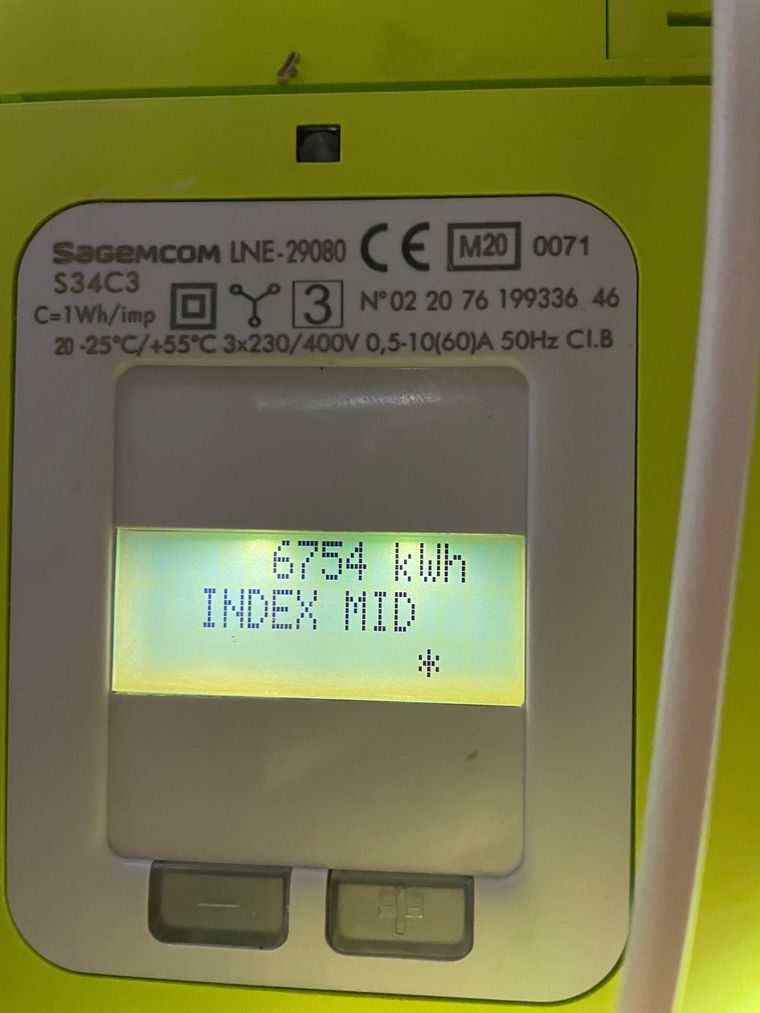 SAGEMCOM LNE-29080 CE M20 0071
S34C3
C=1Wh/imp 3 N°02 20 76 199336 46
20 -25°C/+55°C 3x230/400V 0,5-10(60)A 50Hz Cl.B
6754 kWh
INDEX MID
*
- +